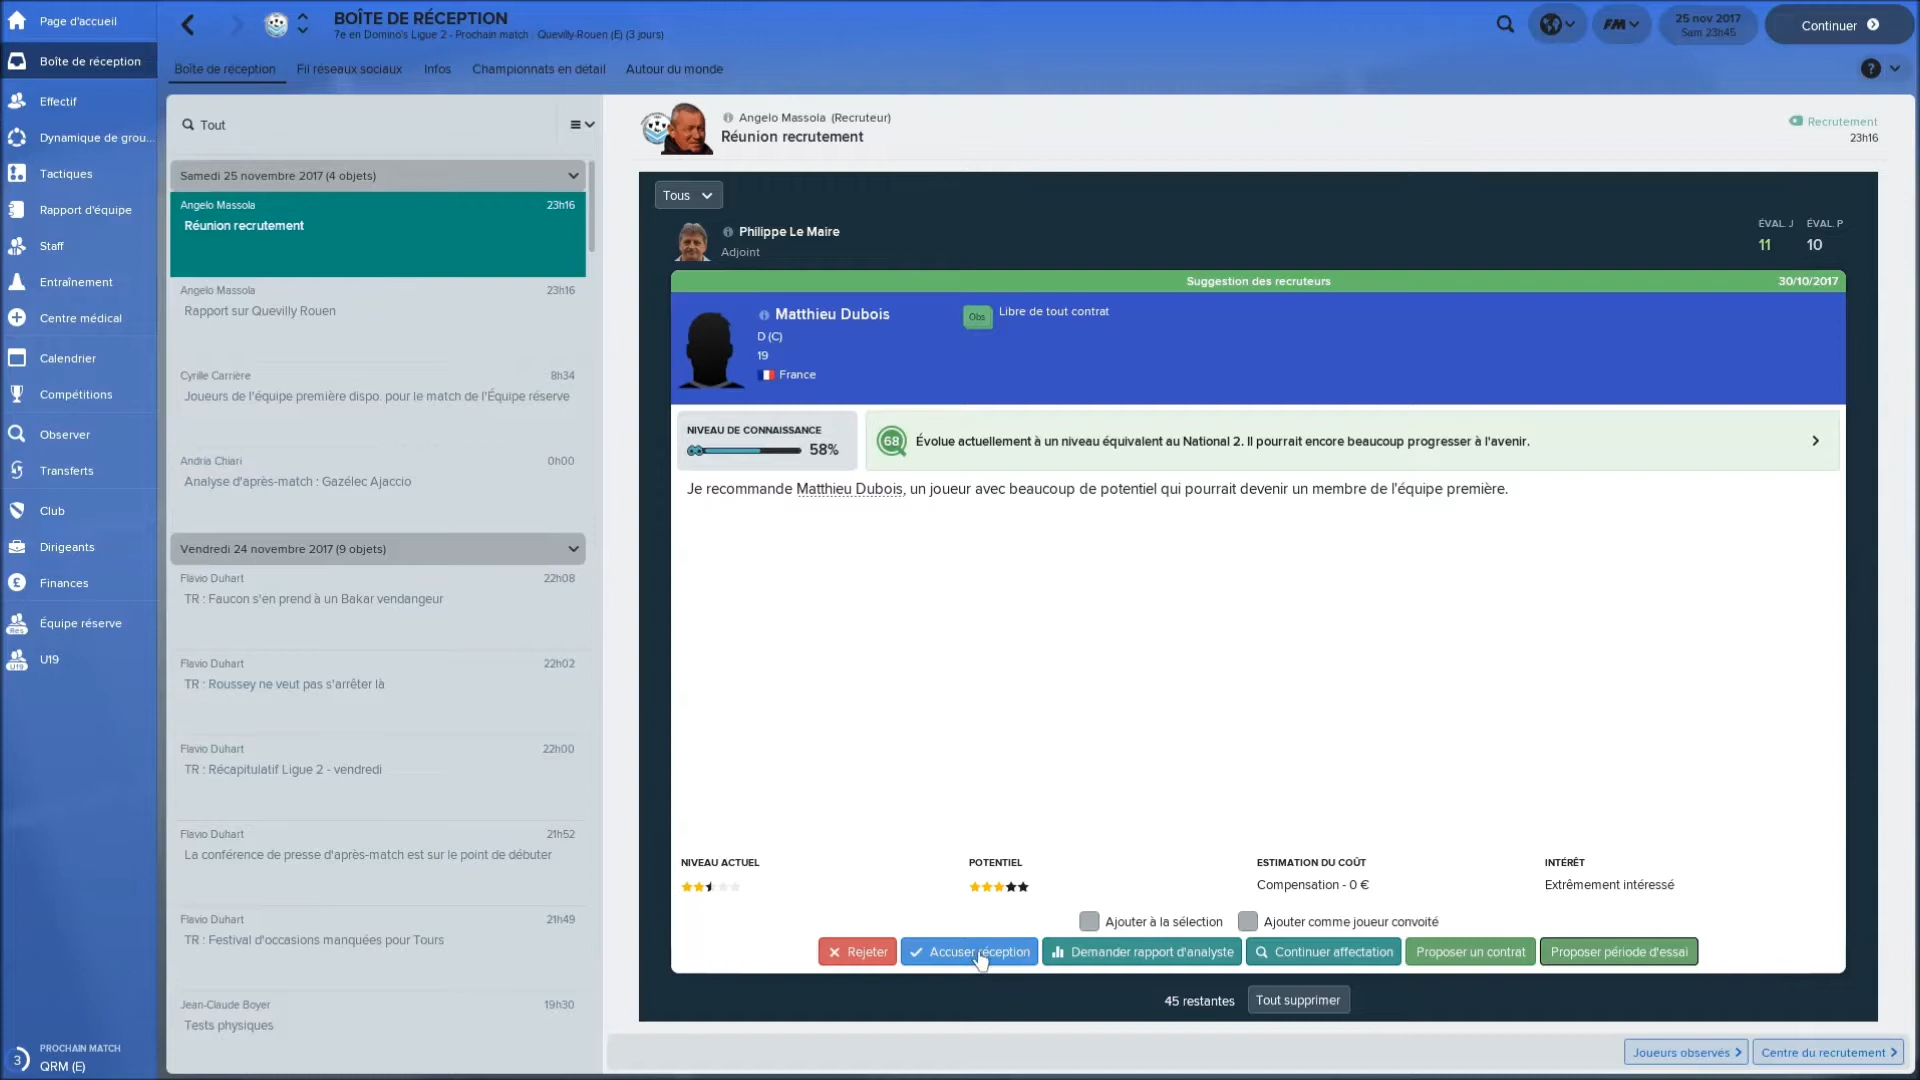 Page d'accueil
Boîte de réception
Effectif
Dynamique de grou...
Tactiques
Rapport d'équipe
Staff
Entraînement
Centre médical
Calendrier
Compétitions
Observer
Transferts
Club
Dirigeants
Finances
Équipe réserve
Res
U19
U19
3
PROCHAIN MATCH
QRM (E)
BOÎTE DE RÉCEPTION
7e en Domino's Ligue 2 - Prochain match : Quevilly-Rouen (E) (3 jours)
FM
25 nov 2017
Sam 23h45
Continuer
Boîte de réception
Fil réseaux sociaux
Infos
Championnats en détail
Autour du monde
?
Tout
Samedi 25 novembre 2017 (4 objets)
Angelo Massola 23h16
Réunion recrutement
Angelo Massola 23h16
Rapport sur Quevilly Rouen
Cyrille Carrière 8h34
Joueurs de l'équipe première dispo. pour le match de l'Équipe réserve
Andria Chiari 0h00
Analyse d'après-match : Gazélec Ajaccio
Vendredi 24 novembre 2017 (9 objets)
Flavio Duhart 22h08
TR : Faucon s'en prend à un Bakar vendangeur
Flavio Duhart 22h02
TR : Roussey ne veut pas s'arrêter là
Flavio Duhart 22h00
TR : Récapitulatif Ligue 2 - vendredi
Flavio Duhart 21h52
La conférence de presse d'après-match est sur le point de débuter
Flavio Duhart 21h49
TR : Festival d'occasions manquées pour Tours
Jean-Claude Boyer 19h30
Tests physiques
Angelo Massola (Recruteur)
Réunion recrutement
Recrutement
23h16
Tous
Philippe Le Maire
Adjoint
ÉVAL. J ÉVAL. P
11 10
Suggestion des recruteurs 30/10/2017
Matthieu Dubois
D (C)
19
France
Obs
Libre de tout contrat
NIVEAU DE CONNAISSANCE
58%
68
Évolue actuellement à un niveau équivalent au National 2. Il pourrait encore beaucoup progresser à l'avenir.
Je recommande Matthieu Dubois, un joueur avec beaucoup de potentiel qui pourrait devenir un membre de l'équipe première.
NIVEAU ACTUEL
POTENTIEL
ESTIMATION DU COÛT
Compensation - 0 €
INTÉRÊT
Extrêmement intéressé
Ajouter à la sélection
Ajouter comme joueur convoité
Rejeter
Accuser réception
Demander rapport d'analyste
Continuer affectation
Proposer un contrat
Proposer période d'essai
45 restantes
Tout supprimer
Joueurs observés
Centre du recrutement